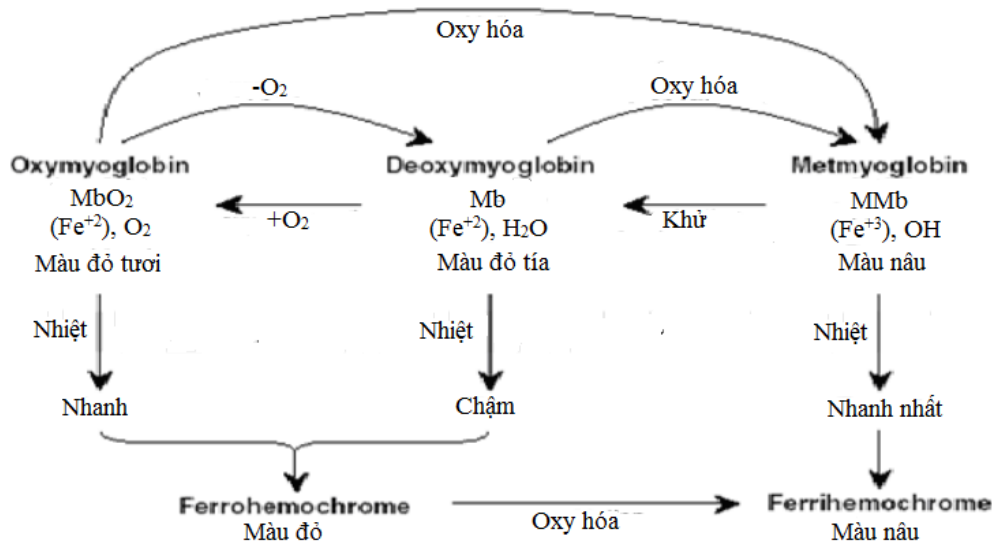 Oxy hóa
-O₂
Oxy hóa
Oxymyoglobin
Deoxymyoglobin
Metmyoglobin
MbO₂
Mb
MMb
(Fe⁺²), O₂
+O₂
(Fe⁺²), H₂O
Khử
(Fe⁺³), OH
Màu đỏ tươi
Màu đỏ tía
Màu nâu
Nhiệt
Nhiệt
Nhiệt
Nhanh
Chậm
Nhanh nhất
Ferrohemochrome
Ferrihemochrome
Màu đỏ
Oxy hóa
Màu nâu